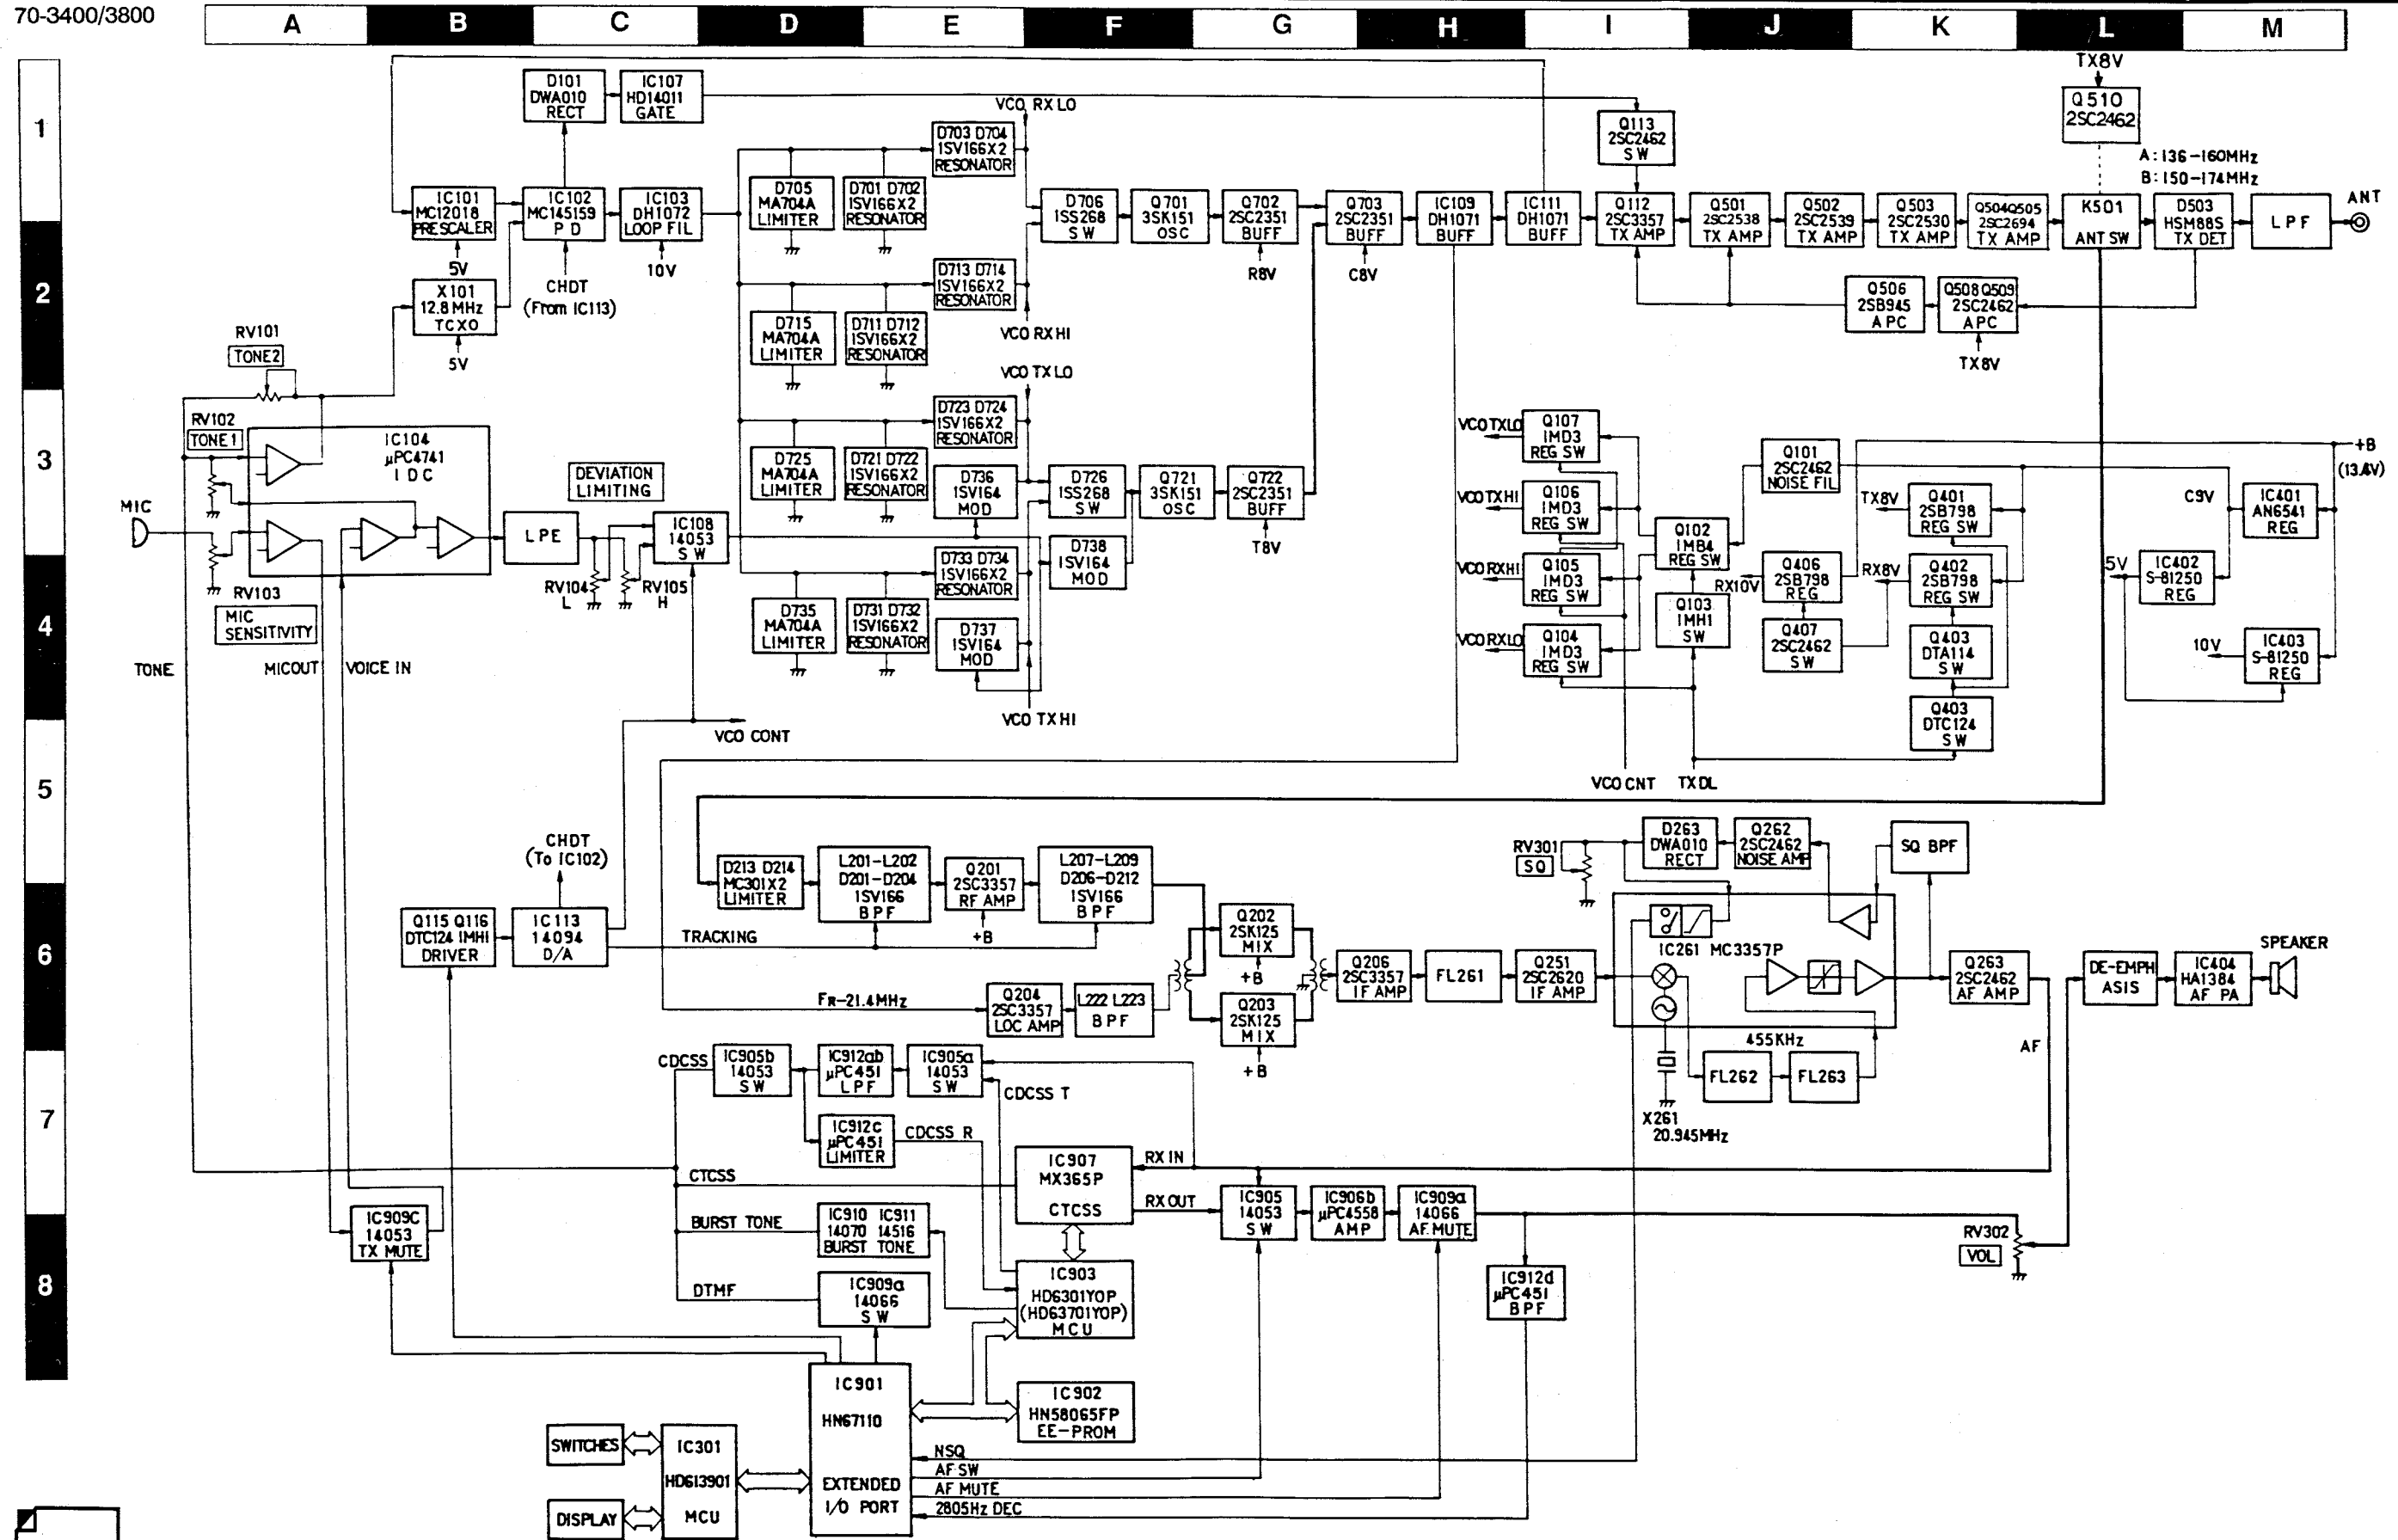 70-3400/3800
A B C D E F G H I J K L M
1
2
3
4
5
6
7
8
D101
DWA010
RECT
IC107
HD14011
GATE
VCO RX LO
D703 D704
1SV166X2
RESONATOR
Q113
2SC2462
SW
TX8V
Q510
2SC2462
A:136-160MHz
B:150-174MHz
IC101
MC12018
PRESCALER
5V
IC102
MC145159
PD
CHDT
(From IC113)
IC103
DH1072
LOOP FIL
10V
D705
MA704A
LIMITER
D701 D702
1SV166X2
RESONATOR
D706
1SS268
SW
Q701
3SK151
OSC
Q702
2SC2351
BUFF
R8V
Q703
2SC2351
BUFF
C8V
IC109
DH1071
BUFF
IC111
DH1071
BUFF
Q112
2SC3357
TX AMP
Q501
2SC2538
TX AMP
Q502
2SC2539
TX AMP
Q503
2SC2530
TX AMP
Q504Q505
2SC2694
TX AMP
K501
ANT SW
D503
HSM88S
TX DET
LPF
ANT
X101
12.8MHz
TCXO
5V
D713 D714
1SV166X2
RESONATOR
VCO RX HI
D715
MA704A
LIMITER
D711 D712
1SV166X2
RESONATOR
Q506
2SB945
APC
Q508 Q509
2SC2462
APC
TX8V
RV101
TONE2
VCO TX LO
RV102
TONE1
IC104
µPC4741
IDC
DEVIATION
LIMITING
D723 D724
1SV166X2
RESONATOR
D725
MA704A
LIMITER
D721 D722
1SV166X2
RESONATOR
D736
1SV164
MOD
D726
1SS268
SW
Q721
3SK151
OSC
Q722
2SC2351
BUFF
T8V
VCO TXLO
Q107
IMD3
REG SW
Q101
2SC2462
NOISE FIL
+B
(13.4V)
VCO TXHI
Q106
IMD3
REG SW
TX8V
Q401
2SB798
REG SW
C9V
IC401
AN6541
REG
MIC
LPE
IC108
14053
SW
Q102
IMB4
REG SW
D738
1SV164
MOD
RV103
MIC
SENSITIVITY
RV104
L
RV105
H
D733 D734
1SV166X2
RESONATOR
VCO RXHI
Q105
IMD3
REG SW
RX10V
Q406
2SB798
REG
RX8V
Q402
2SB798
REG SW
5V
IC402
S-81250
REG
D735
MA704A
LIMITER
D731 D732
1SV166X2
RESONATOR
D737
1SV164
MOD
VCO RXLO
Q104
IMD3
REG SW
Q103
IMH1
SW
Q407
2SC2462
SW
Q403
DTA114
SW
10V
IC403
S-81250
REG
TONE
MICOUT
VOICE IN
VCO CONT
VCO TX HI
Q403
DTC124
SW
VCO CNT
TX DL
CHDT
(To IC102)
D213 D214
MC301X2
LIMITER
L201-L202
D201-D204
1SV166
BPF
Q201
2SC3357
RF AMP
+B
L207-L209
D206-D212
1SV166
BPF
RV301
SQ
D263
DWA010
RECT
Q262
2SC2462
NOISE AMP
SQ BPF
Q115 Q116
DTC124 IMHI
DRIVER
IC113
14094
D/A
TRACKING
Q202
2SK125
MIX
+B
IC261 MC3357P
Q206
2SC3357
IF AMP
FL261
Q251
2SC2620
IF AMP
Q263
2SC2462
AF AMP
DE-EMPH
ASIS
IC404
HA1384
AF PA
SPEAKER
FR-21.4MHz
Q204
2SC3357
LOC AMP
L222 L223
BPF
Q203
2SK125
MIX
+B
455KHz
AF
FL262
FL263
X261
20.945MHz
CDCSS
IC905b
14053
SW
IC912ab
µPC451
LPF
IC905a
14053
SW
CDCSS T
IC912c
µPC451
LIMITER
CDCSS R
CTCSS
IC907
MX365P
CTCSS
RX IN
RX OUT
IC905
14053
SW
IC906b
µPC4558
AMP
IC909a
14066
AF.MUTE
IC909C
14053
TX MUTE
BURST TONE
IC910 IC911
14070 14516
BURST TONE
RV302
VOL
DTMF
IC909a
14066
SW
IC903
HD6301YOP
(HD63701YOP)
MCU
IC912d
µPC451
BPF
IC901
HN67110
EXTENDED
I/O PORT
IC902
HN58065FP
EE-PROM
SWITCHES
IC301
HD613901
MCU
DISPLAY
NSQ
AF SW
AF MUTE
2805Hz DEC